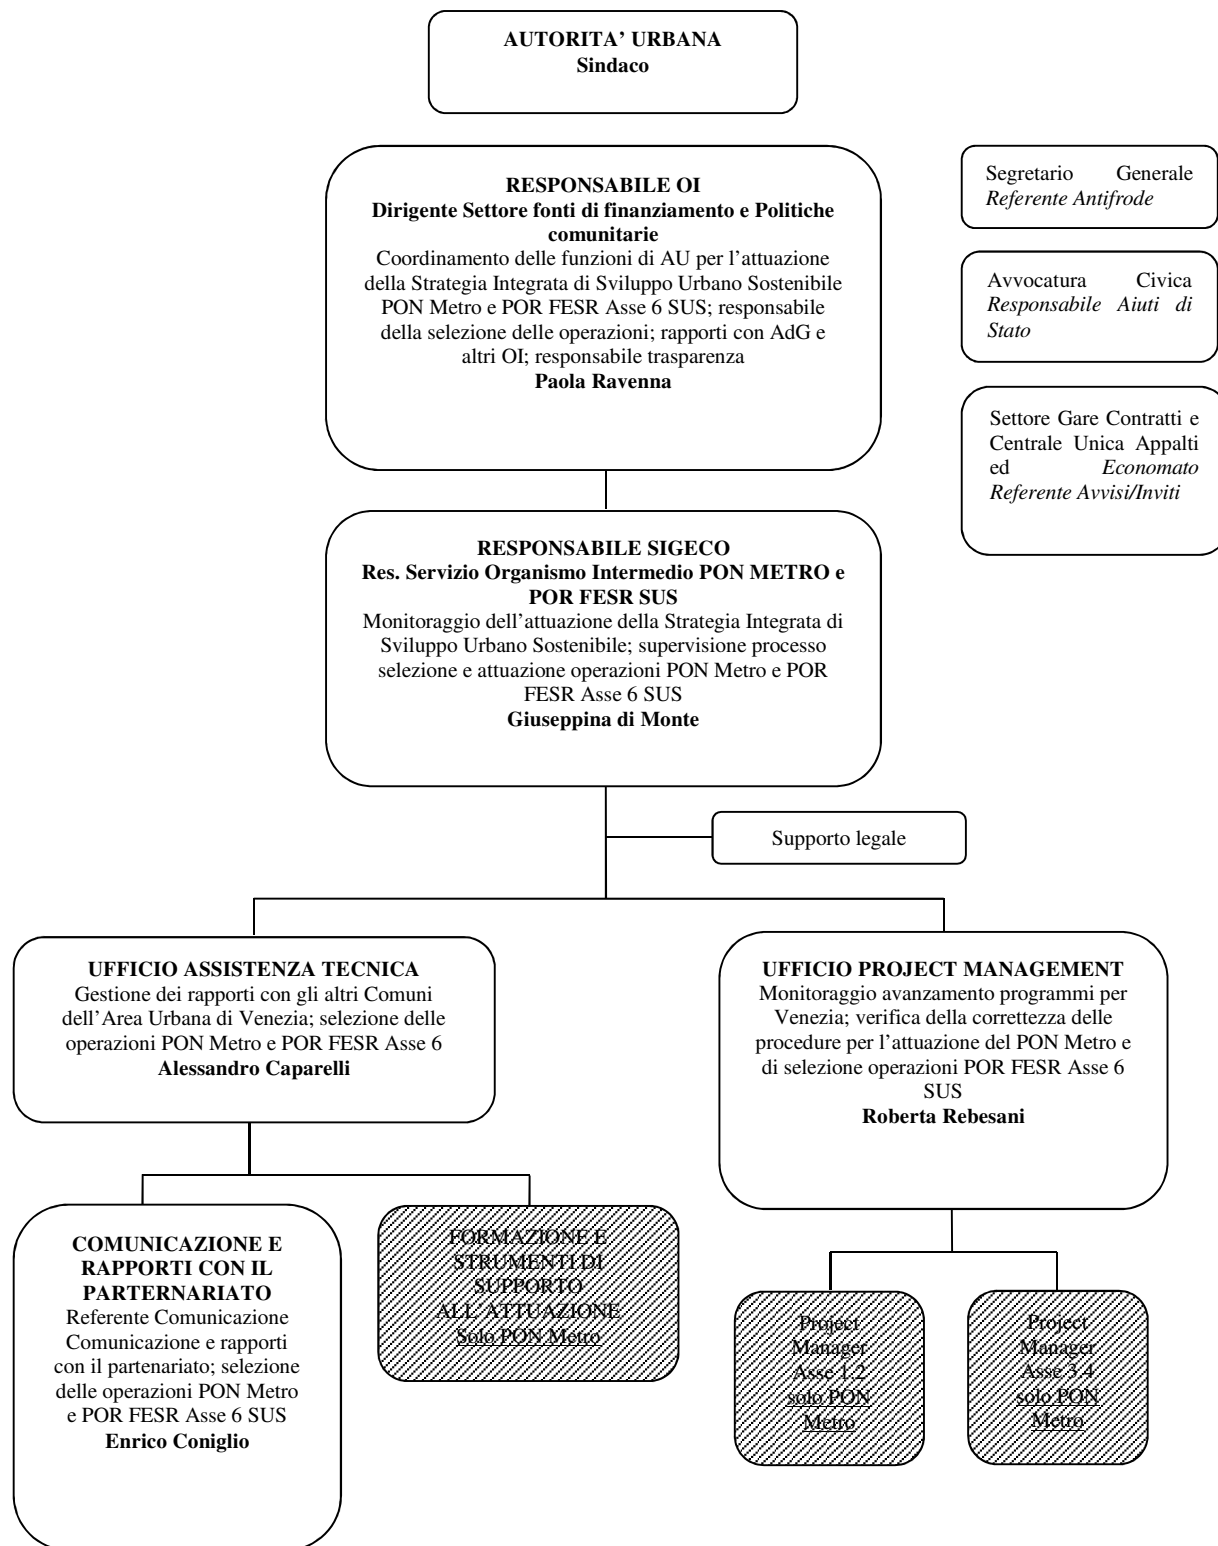 AUTORITA’ URBANA
Sindaco
RESPONSABILE OI
Dirigente Settore fonti di finanziamento e Politiche
comunitarie
Coordinamento delle funzioni di AU per l’attuazione
della Strategia Integrata di Sviluppo Urbano Sostenibile
PON Metro e POR FESR Asse 6 SUS; responsabile
della selezione delle operazioni; rapporti con AdG e
altri OI; responsabile trasparenza
Paola Ravenna
Segretario Generale
Referente Antifrode
Avvocatura Civica
Responsabile Aiuti di
Stato
Settore Gare Contratti e
Centrale Unica Appalti
ed Economato
Referente Avvisi/Inviti
RESPONSABILE SIGECO
Res. Servizio Organismo Intermedio PON METRO e
POR FESR SUS
Monitoraggio dell’attuazione della Strategia Integrata di
Sviluppo Urbano Sostenibile; supervisione processo
selezione e attuazione operazioni PON Metro e POR
FESR Asse 6 SUS
Giuseppina di Monte
Supporto legale
UFFICIO ASSISTENZA TECNICA
Gestione dei rapporti con gli altri Comuni
dell’Area Urbana di Venezia; selezione delle
operazioni PON Metro e POR FESR Asse 6
Alessandro Caparelli
UFFICIO PROJECT MANAGEMENT
Monitoraggio avanzamento programmi per
Venezia; verifica della correttezza delle
procedure per l’attuazione del PON Metro e
di selezione operazioni POR FESR Asse 6
SUS
Roberta Rebesani
COMUNICAZIONE E
RAPPORTI CON IL
PARTERNARIATO
Referente Comunicazione
Comunicazione e rapporti
con il partenariato; selezione
delle operazioni PON Metro
e POR FESR Asse 6 SUS
Enrico Coniglio
FORMAZIONE E
STRUMENTI DI
SUPPORTO
ALL’ATTUAZIONE
Solo PON Metro
Project
Manager
Asse 1.2
solo PON
Metro
Project
Manager
Asse 3.4
solo PON
Metro